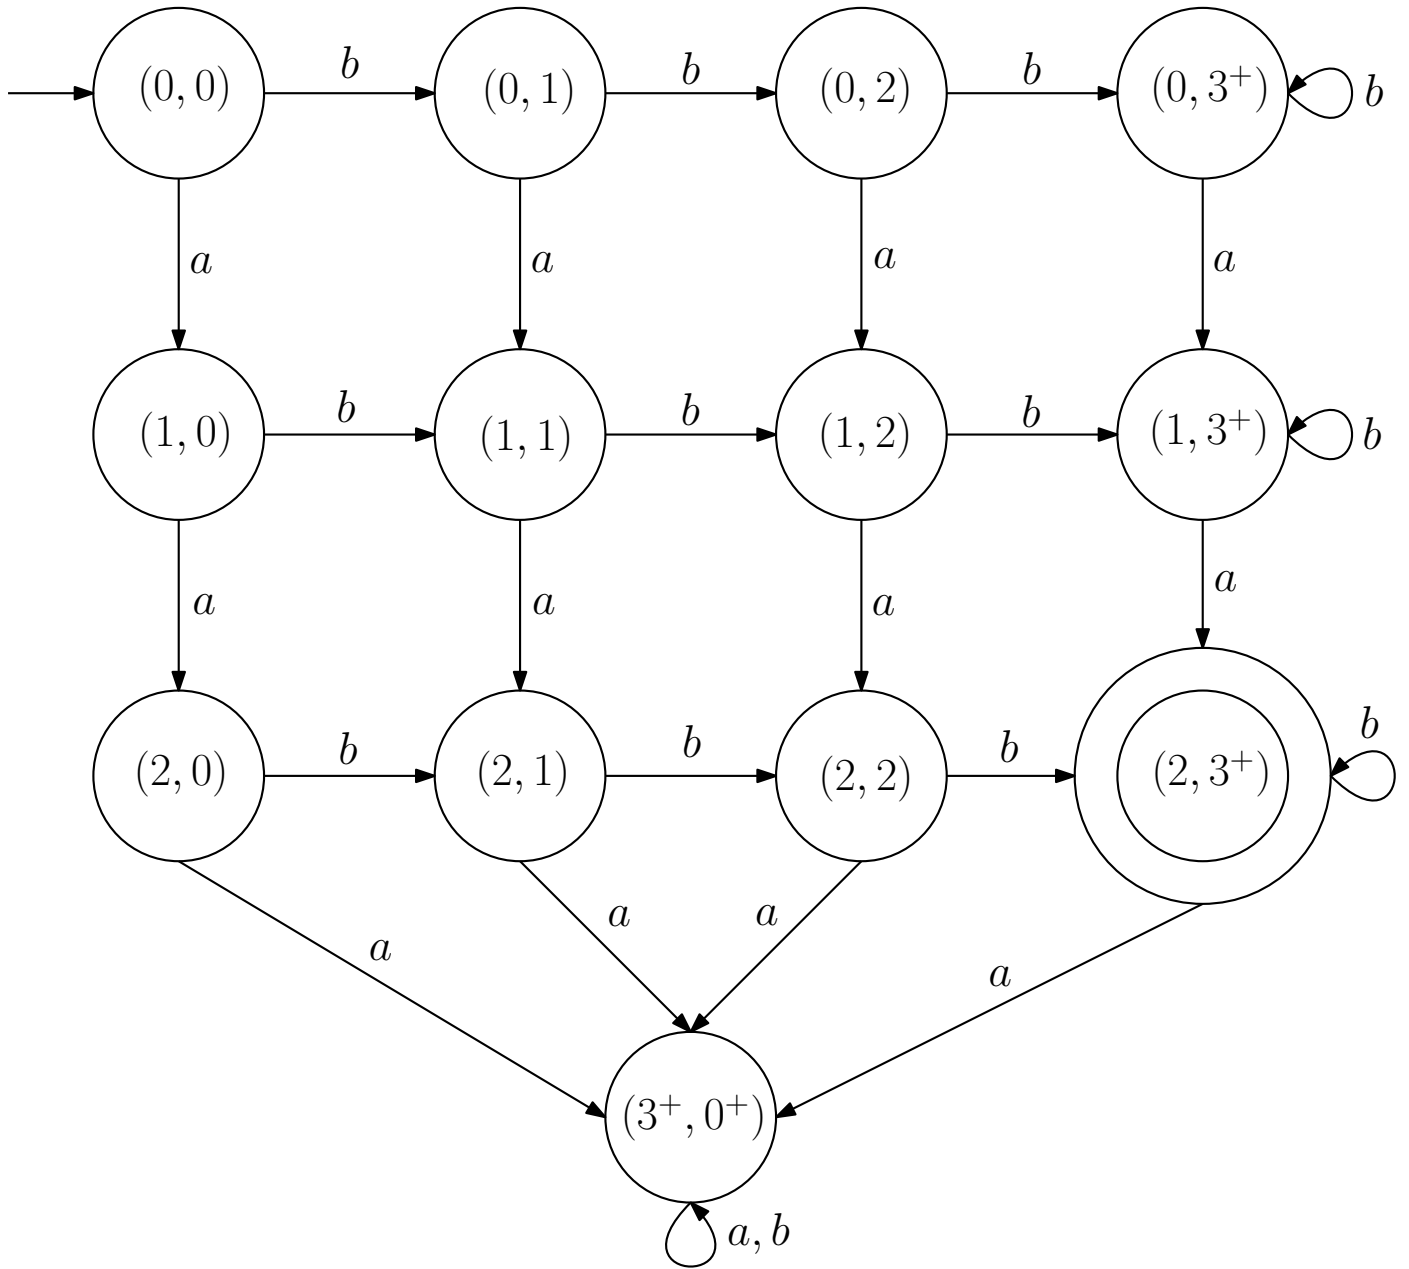 b b b
(0, 0) (0, 1) (0, 2) (0, 3⁺) b
a a a a
b b b
(1, 0) (1, 1) (1, 2) (1, 3⁺) b
a a a a
b b b b
(2, 0) (2, 1) (2, 2) (2, 3⁺)
a a a a
(3⁺, 0⁺)
a, b